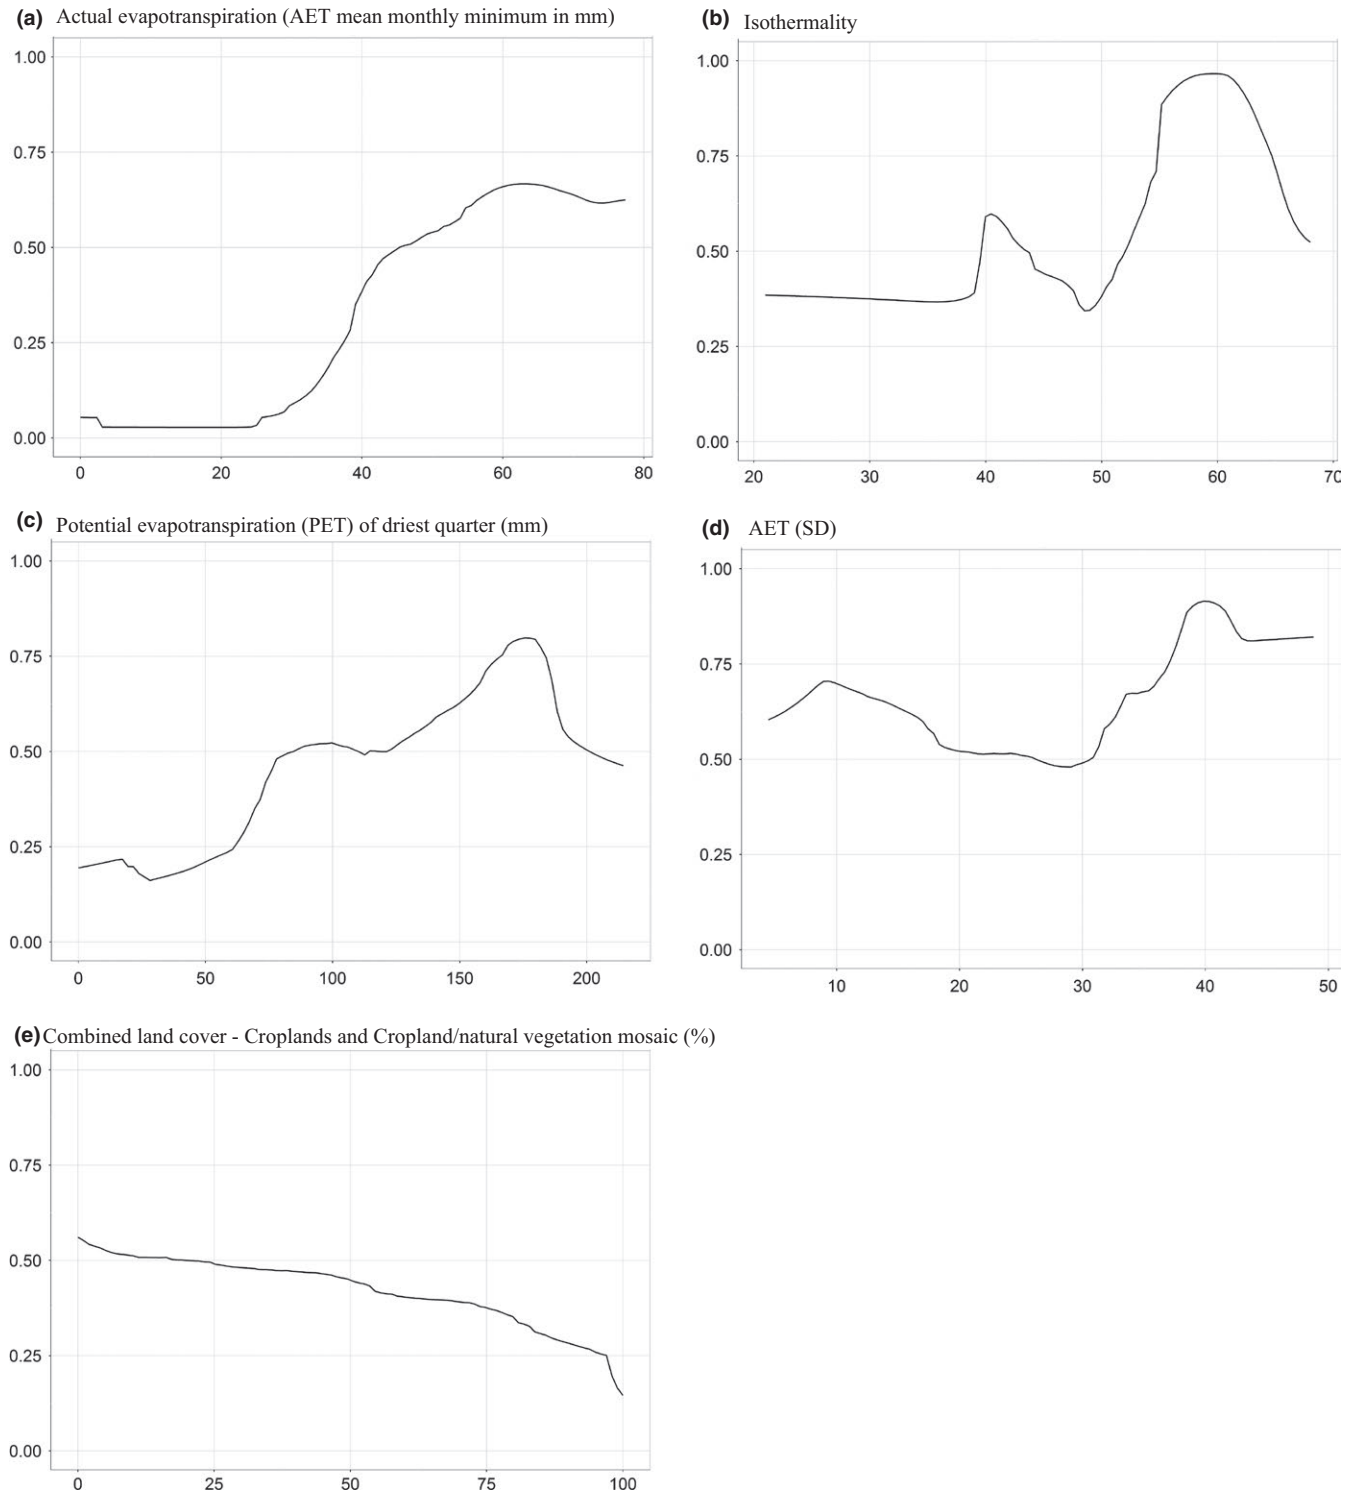 (a) Actual evapotranspiration (AET mean monthly minimum in mm)
1.00
0.75
0.50
0.25
0.00
0 20 40 60 80
(b) Isothermality
1.00
0.75
0.50
0.25
0.00
20 30 40 50 60 70
(c) Potential evapotranspiration (PET) of driest quarter (mm)
1.00
0.75
0.50
0.25
0.00
0 50 100 150 200
(d) AET (SD)
1.00
0.75
0.50
0.25
0.00
10 20 30 40 50
(e) Combined land cover - Croplands and Cropland/natural vegetation mosaic (%)
1.00
0.75
0.50
0.25
0.00
0 25 50 75 100